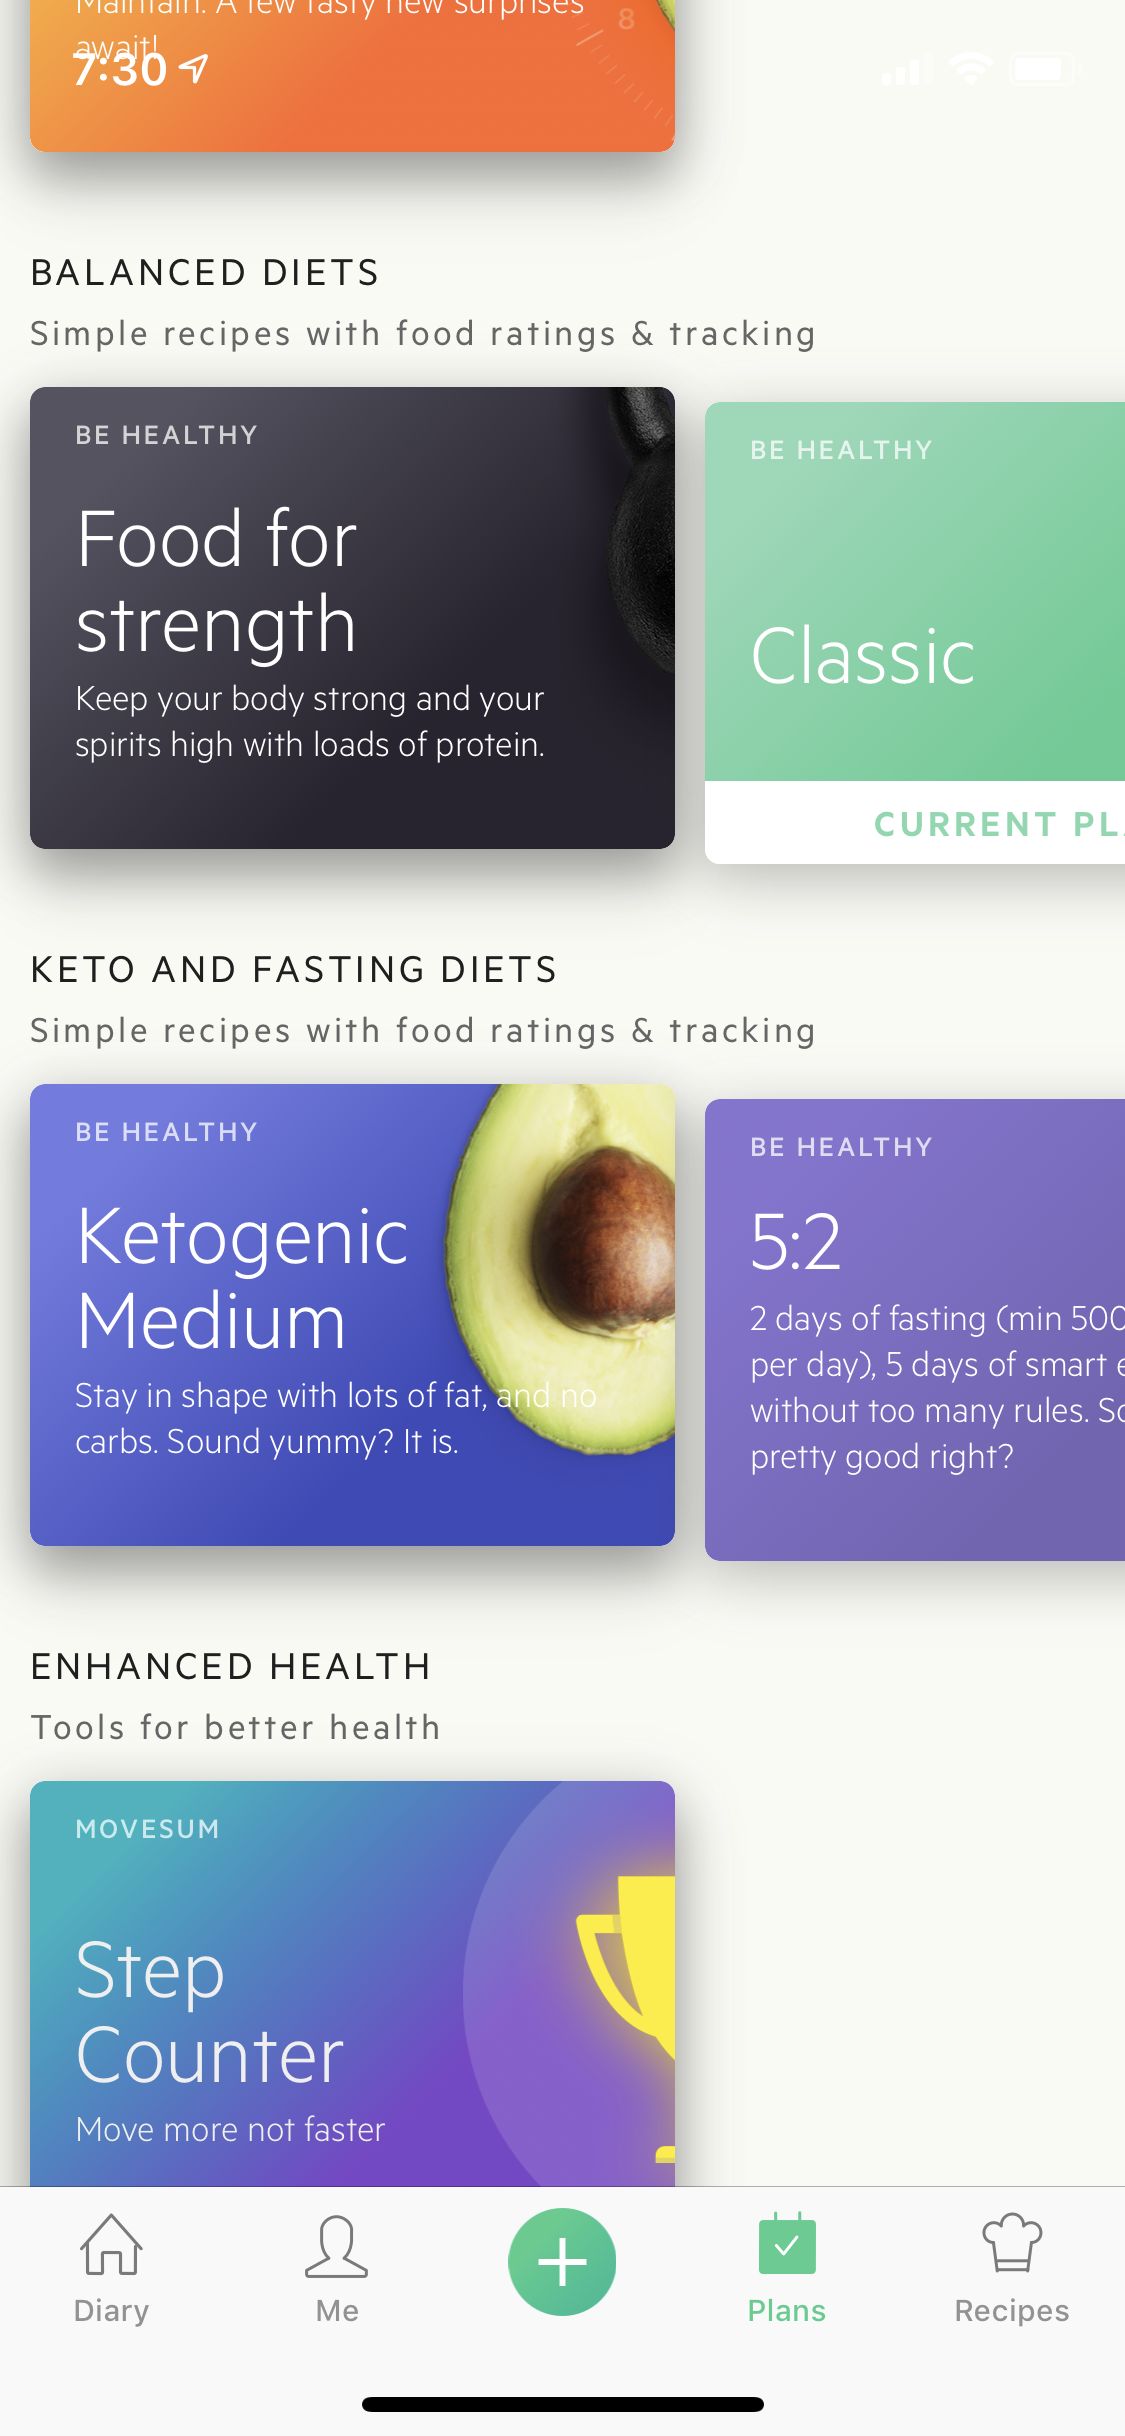 Maintain. A few tasty new surprises
await!
7:30
8
BALANCED DIETS
Simple recipes with food ratings & tracking
BE HEALTHY
Food for
strength
Keep your body strong and your
spirits high with loads of protein.
BE HEALTHY
Classic
CURRENT
KETO AND FASTING DIETS
Simple recipes with food ratings & tracking
BE HEALTHY
Ketogenic
Medium
Stay in shape with lots of fat, and no
carbs. Sound yummy? It is.
BE HEALTHY
5:2
2 days of fasting (min 500
per day), 5 days of smart
without too many rules.
pretty good right?
ENHANCED HEALTH
Tools for better health
MOVESUM
Step
Counter
Move more not faster
Diary
Me
Plans
Recipes